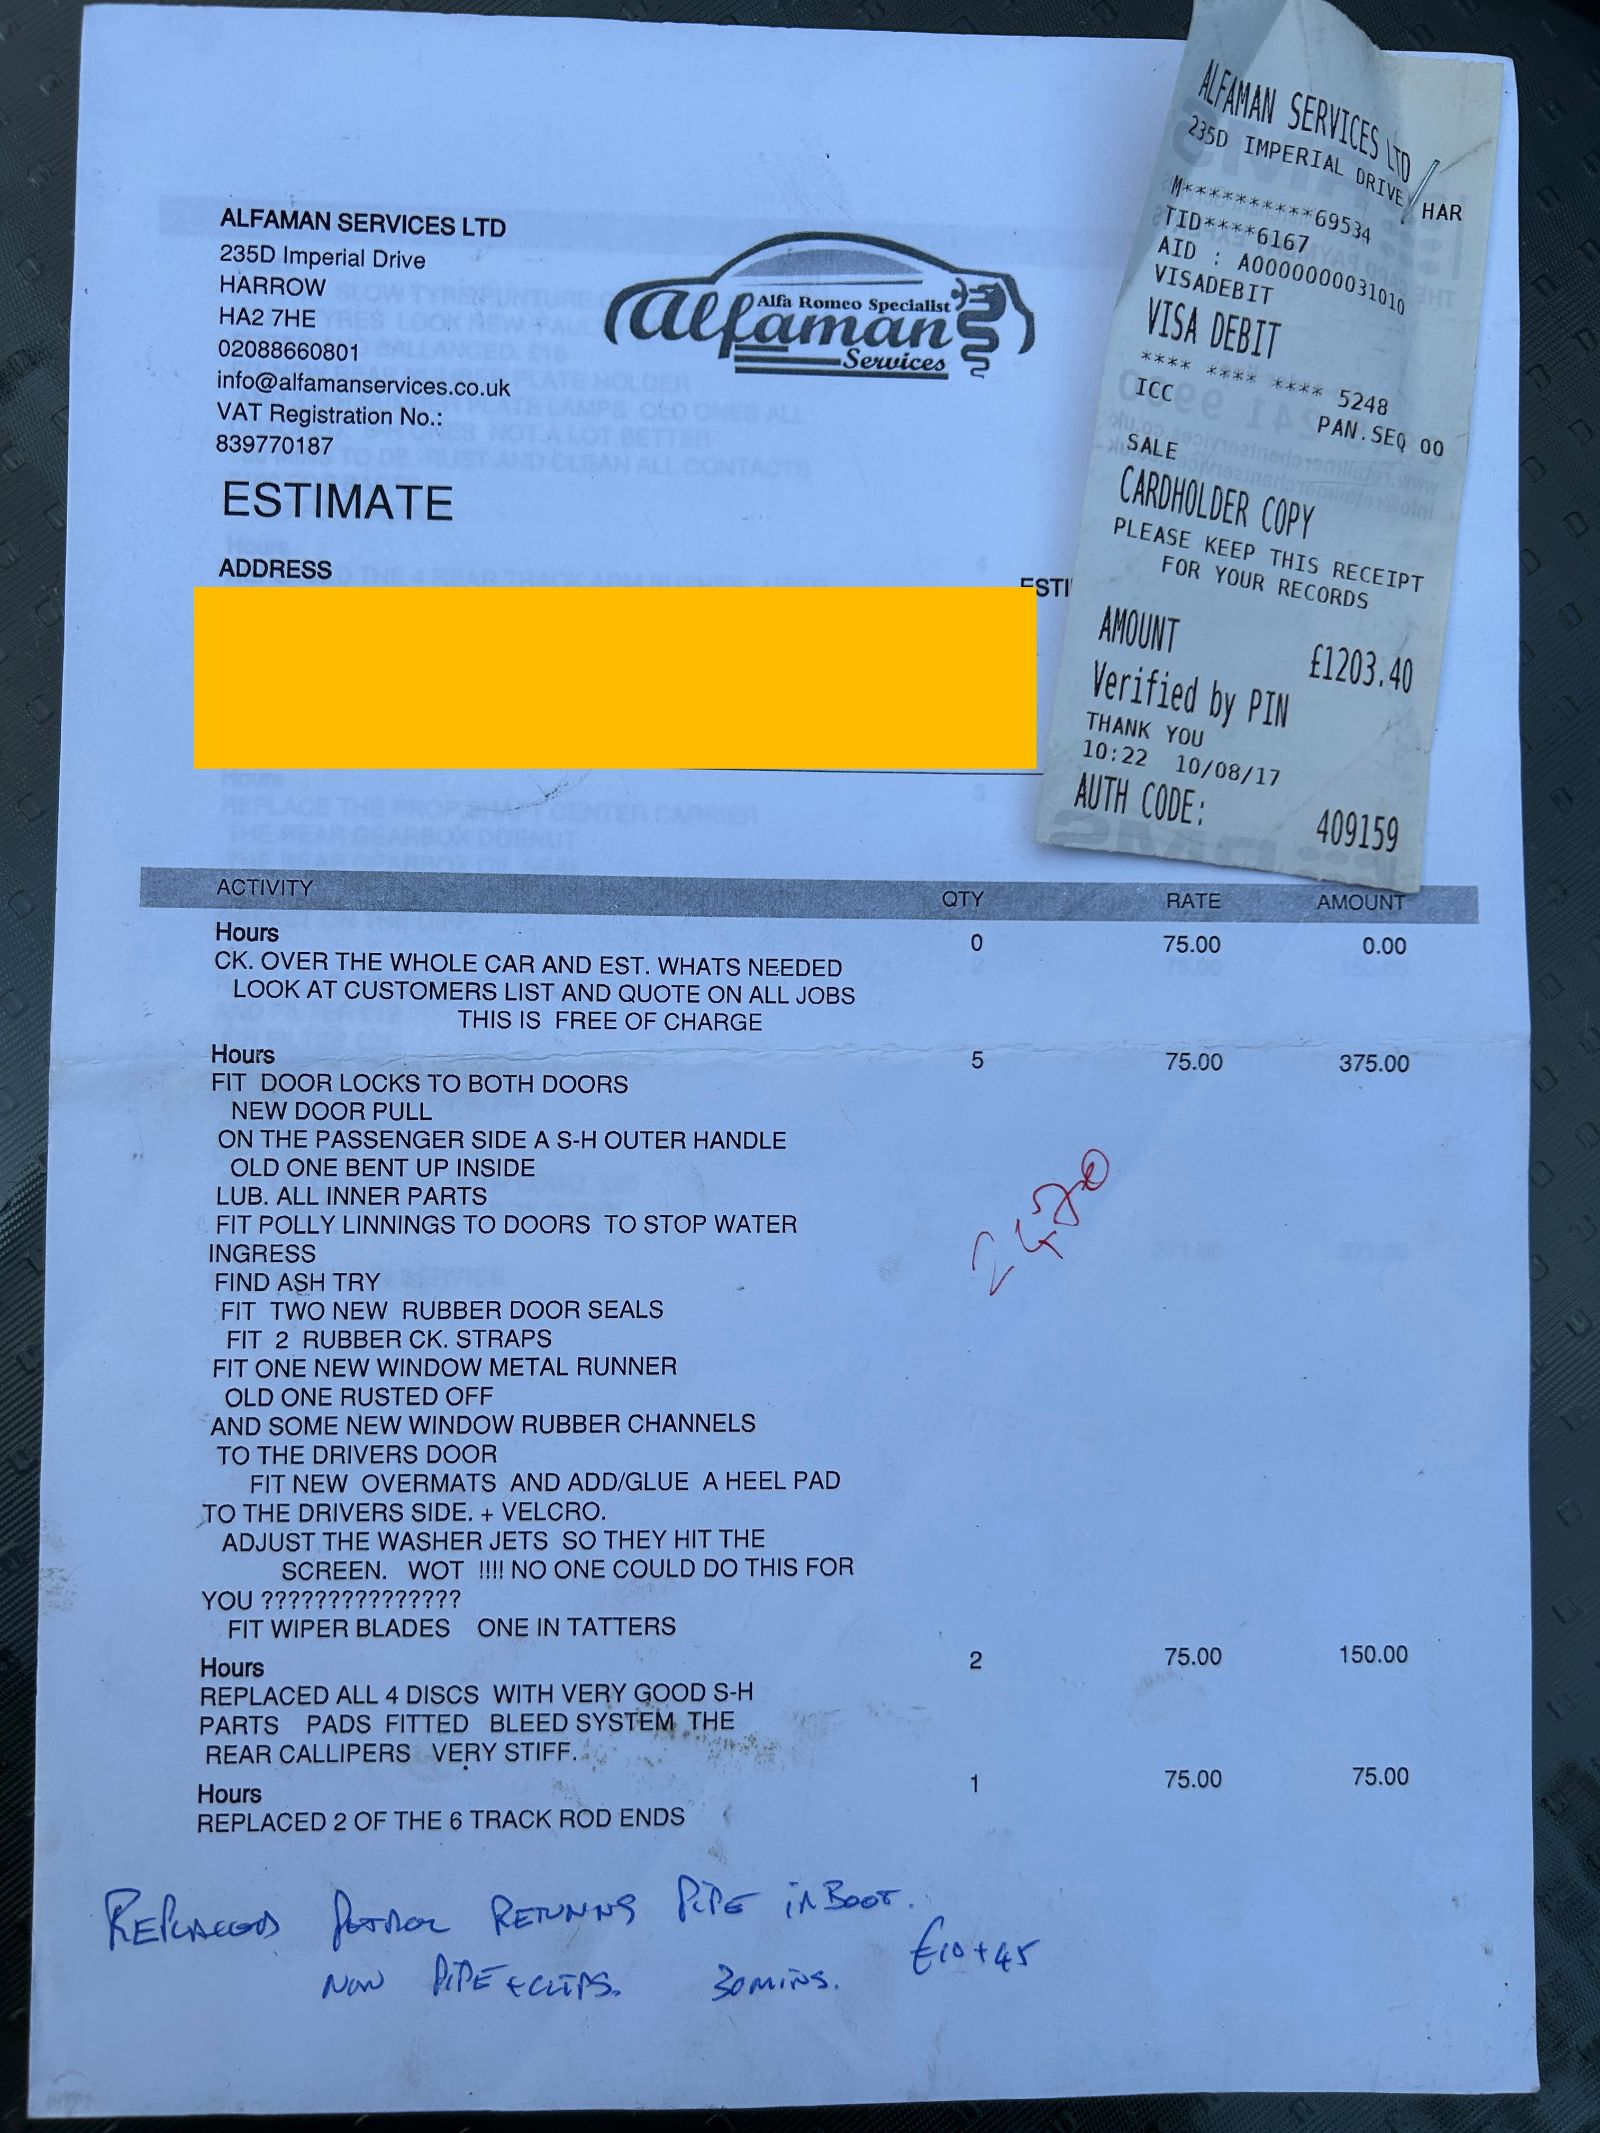 ALFAMAN SERVICES LTD
235D Imperial Drive
HARROW
HA2 7HE
02088660801
info@alfamanservices.co.uk
VAT Registration No.:
839770187
Alfa Romeo Specialist
alfaman
Services
ESTIMATE
ADDRESS
ESTI
ALFAMAN SERVICES LTD
235D IMPERIAL DRIVE, HAR
M**********69534
TID****6167
AID : A0000000031010
VISADEBIT
VISA DEBIT
**** **** **** 5248
ICC
PAN.SEQ 00
SALE
CARDHOLDER COPY
PLEASE KEEP THIS RECEIPT
FOR YOUR RECORDS
AMOUNT £1203.40
Verified by PIN
THANK YOU
10:22 10/08/17
AUTH CODE: 409159
ACTIVITY QTY RATE AMOUNT
Hours 0 75.00 0.00
CK. OVER THE WHOLE CAR AND EST. WHATS NEEDED
LOOK AT CUSTOMERS LIST AND QUOTE ON ALL JOBS
THIS IS FREE OF CHARGE
Hours 5 75.00 375.00
FIT DOOR LOCKS TO BOTH DOORS
NEW DOOR PULL
ON THE PASSENGER SIDE A S-H OUTER HANDLE
OLD ONE BENT UP INSIDE
LUB. ALL INNER PARTS
FIT POLLY LINNINGS TO DOORS TO STOP WATER
INGRESS
FIND ASH TRY
FIT TWO NEW RUBBER DOOR SEALS
FIT 2 RUBBER CK. STRAPS
FIT ONE NEW WINDOW METAL RUNNER
OLD ONE RUSTED OFF
AND SOME NEW WINDOW RUBBER CHANNELS
TO THE DRIVERS DOOR
FIT NEW OVERMATS AND ADD/GLUE A HEEL PAD
TO THE DRIVERS SIDE. + VELCRO.
ADJUST THE WASHER JETS SO THEY HIT THE
SCREEN. WOT !!!! NO ONE COULD DO THIS FOR
YOU ???????????????
FIT WIPER BLADES ONE IN TATTERS
Hours 2 75.00 150.00
REPLACED ALL 4 DISCS WITH VERY GOOD S-H
PARTS PADS FITTED BLEED SYSTEM THE
REAR CALLIPERS VERY STIFF.
Hours 1 75.00 75.00
REPLACED 2 OF THE 6 TRACK ROD ENDS
REPLACED PETROL RETURNS PIPE IN BOOT.
PIPE + CLIPS. 30 MINS. £10 + 45